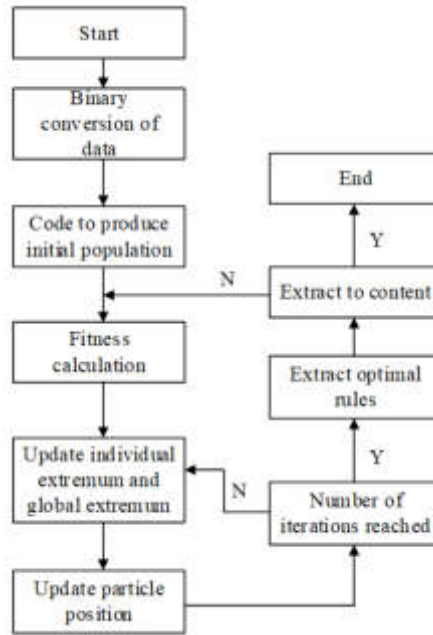 Start
Binary
conversion of
data
Code to produce
initial population
Fitness
calculation
Update individual
extremum and
global extremum
Update particle
position
Number of
iterations reached
N
Y
Extract optimal
rules
Extract to content
N
Y
End